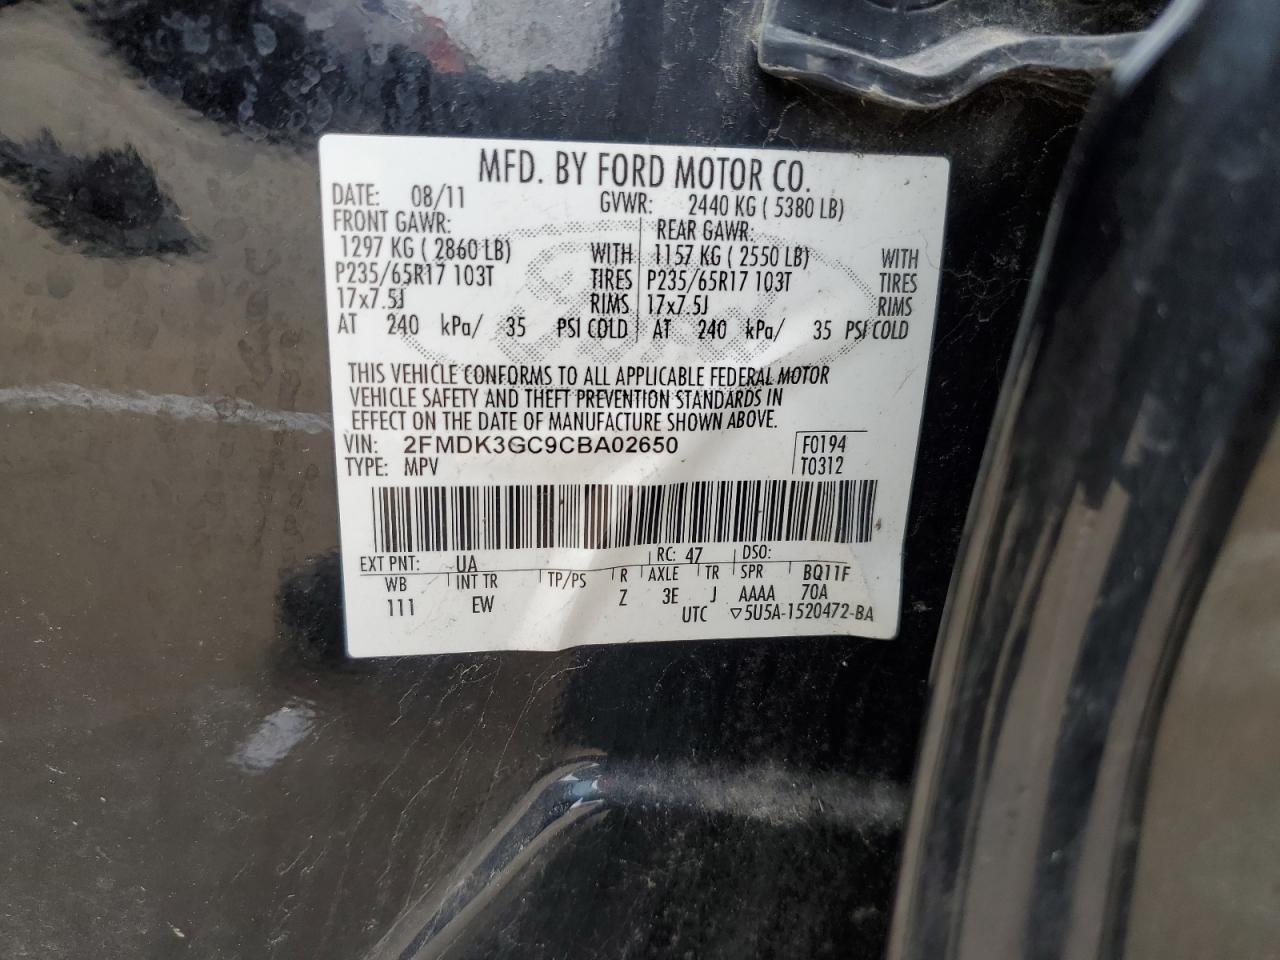 MFD. BY FORD MOTOR CO.
DATE: 08/11 GVWR: 2440 KG ( 5380 LB)
FRONT GAWR: REAR GAWR:
1297 KG ( 2860 LB) WITH 1157 KG ( 2550 LB) WITH
P235/65R17 103T TIRES P235/65R17 103T TIRES
17x7.5J RIMS 17x7.5J RIMS
AT 240 kPa/ 35 PSI COLD AT 240 kPa/ 35 PSI COLD
THIS VEHICLE CONFORMS TO ALL APPLICABLE FEDERAL MOTOR
VEHICLE SAFETY AND THEFT PREVENTION STANDARDS IN
EFFECT ON THE DATE OF MANUFACTURE SHOWN ABOVE.
VIN: 2FMDK3GC9CBA02650 F0194
TYPE: MPV T0312
4
EXT PNT: UA RC: 47 DSO:
WB INT TR TP/PS R AXLE TR SPR BQ11F
111 EW Z 3E J AAAA 70A
UTC ▽5U5A-1520472-BA